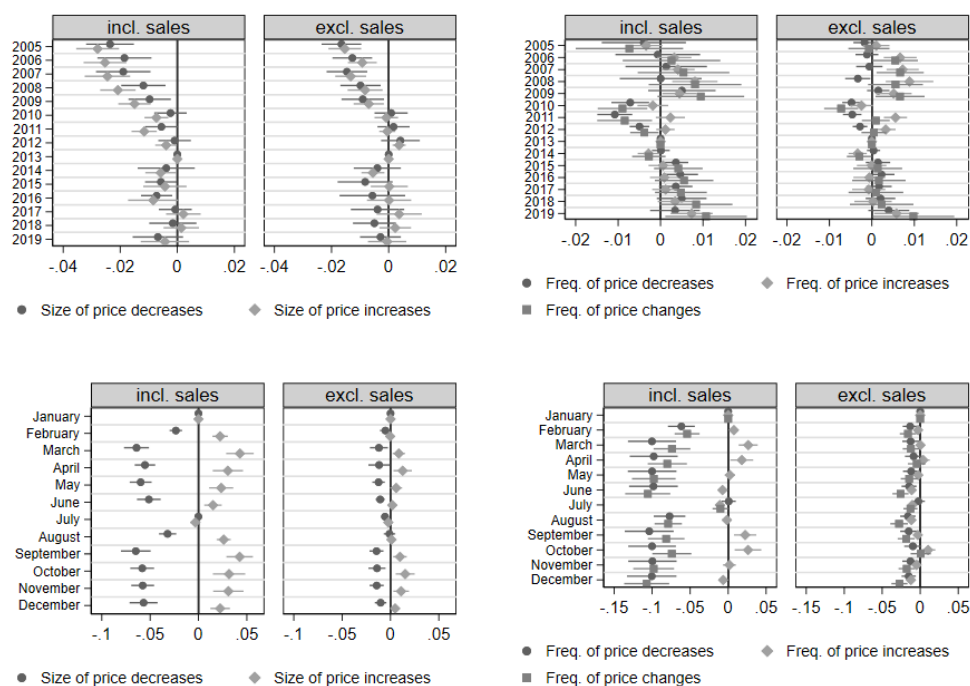 incl. sales
excl. sales
2005
2006
2007
2008
2009
2010
2011
2012
2013
2014
2015
2016
2017
2018
2019
-.04 -.02 0 .02
-.04 -.02 0 .02
Size of price decreases
Size of price increases
incl. sales
excl. sales
2005
2006
2007
2008
2009
2010
2011
2012
2013
2014
2015
2016
2017
2018
2019
-.02 -.01 0 .01 .02
-.02 -.01 0 .01 .02
Freq. of price decreases
Freq. of price increases
Freq. of price changes
incl. sales
excl. sales
January
February
March
April
May
June
July
August
September
October
November
December
-.1 -.05 0 .05
-.1 -.05 0 .05
Size of price decreases
Size of price increases
incl. sales
excl. sales
January
February
March
April
May
June
July
August
September
October
November
December
-.15 -.1 -.05 0 .05
-.15 -.1 -.05 0 .05
Freq. of price decreases
Freq. of price increases
Freq. of price changes